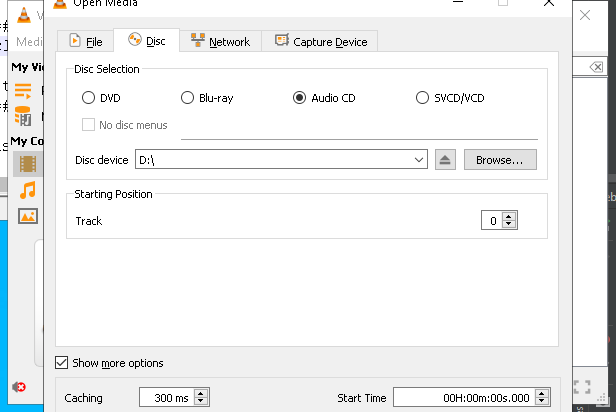 Open Media
Medi
File
Disc
Network
Capture Device
My Vi
My Co
Disc Selection
DVD
Blu-ray
Audio CD
SVCD/VCD
No disc menus
Disc device
D:\
Browse...
Starting Position
Track
0
Show more options
Caching
300 ms
Start Time
00H:00m:00s.000